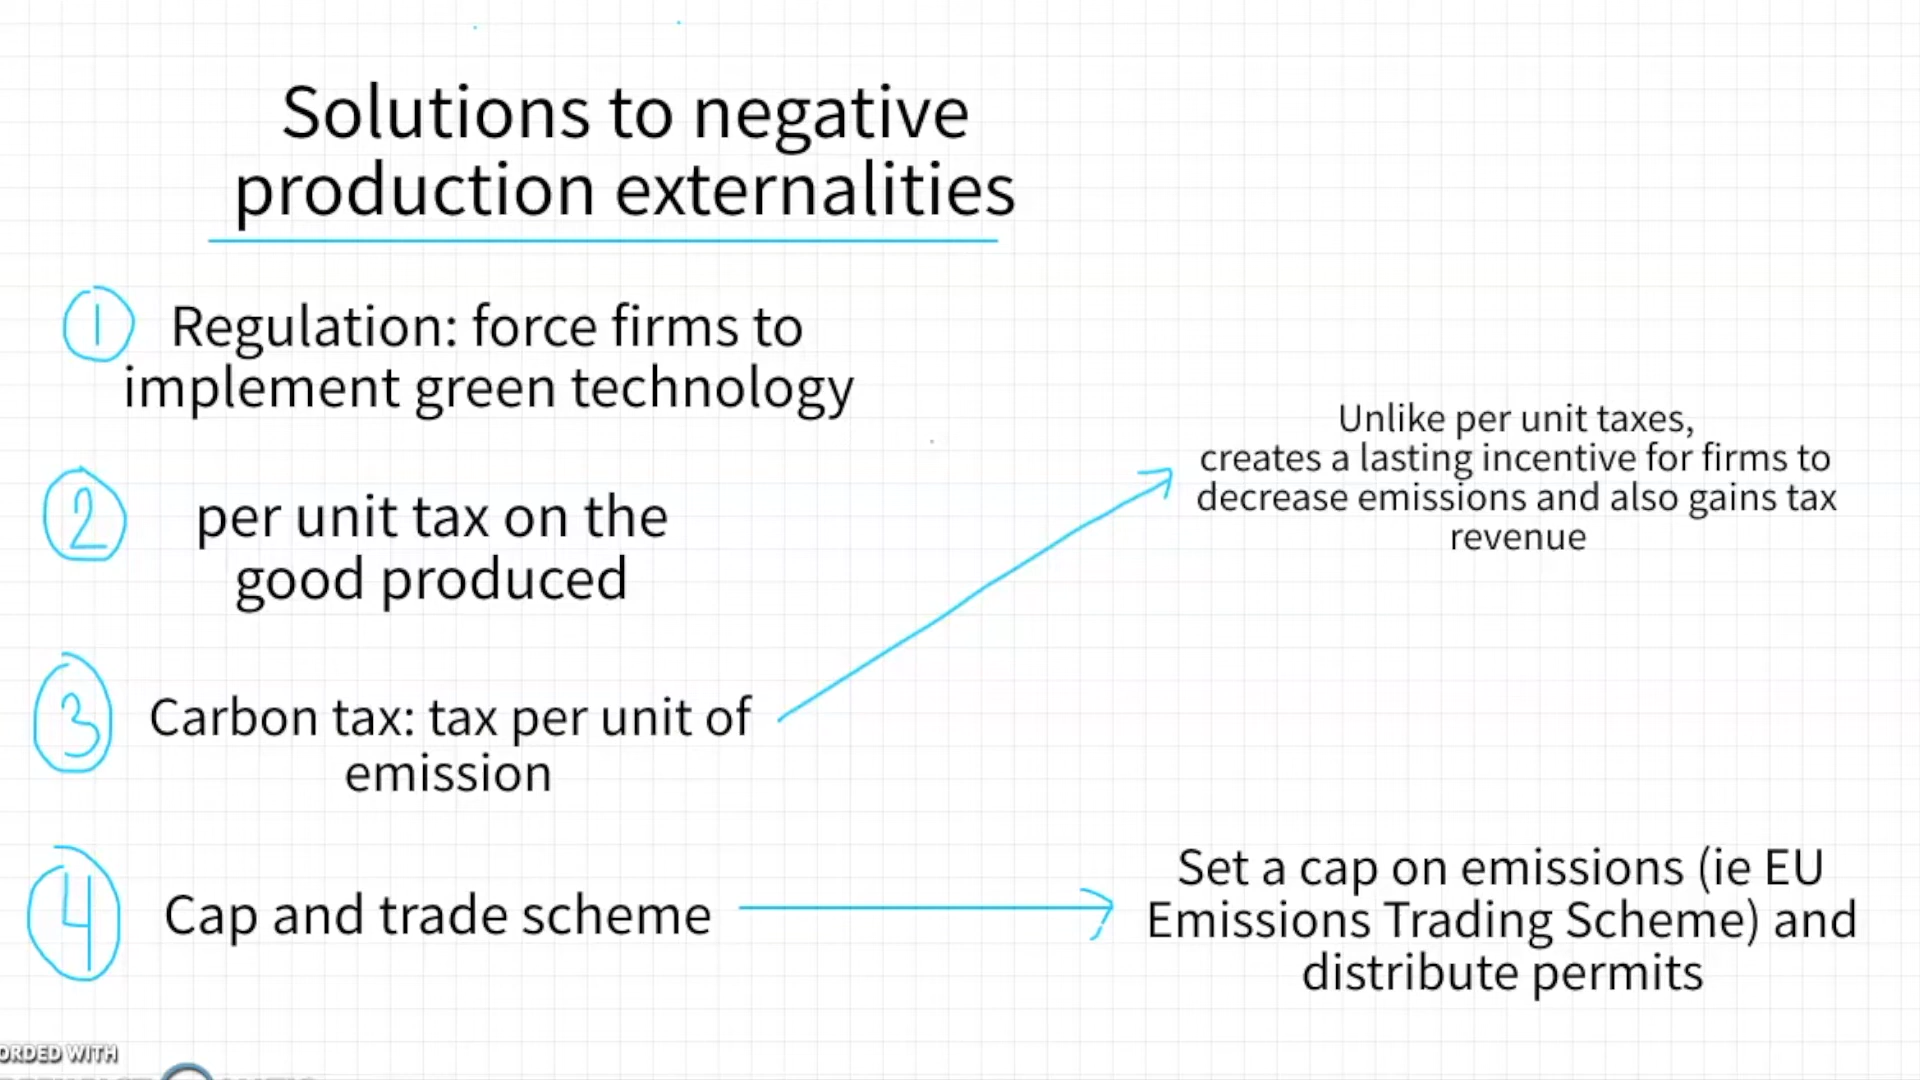 Solutions to negative
production externalities
1 Regulation: force firms to
implement green technology
2 per unit tax on the
good produced
3 Carbon tax: tax per unit of
emission
Unlike per unit taxes,
creates a lasting incentive for firms to
decrease emissions and also gains tax
revenue
4 Cap and trade scheme
Set a cap on emissions (ie EU
Emissions Trading Scheme) and
distribute permits
ORDED WITH